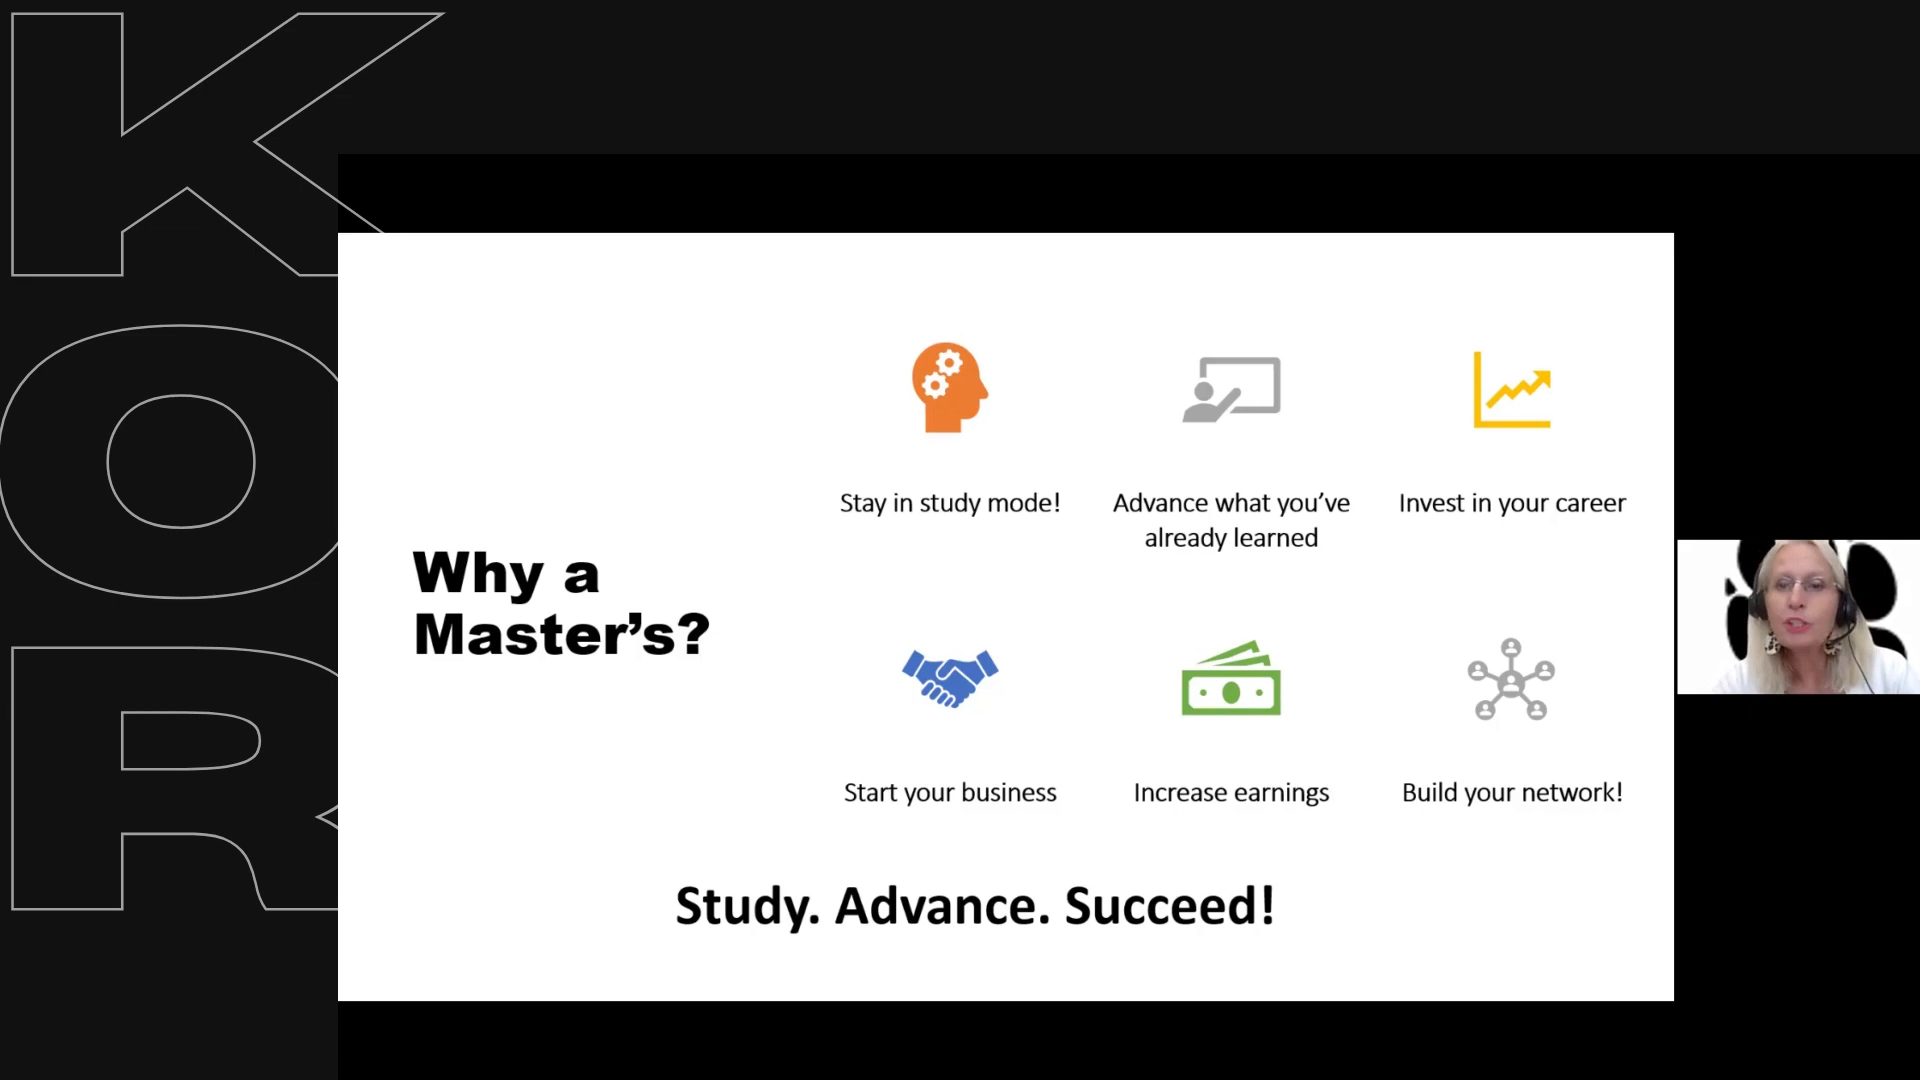 K
O
R
Why a
Master’s?
Stay in study mode!
Advance what you’ve
already learned
Invest in your career
Start your business
Increase earnings
Build your network!
Study. Advance. Succeed!